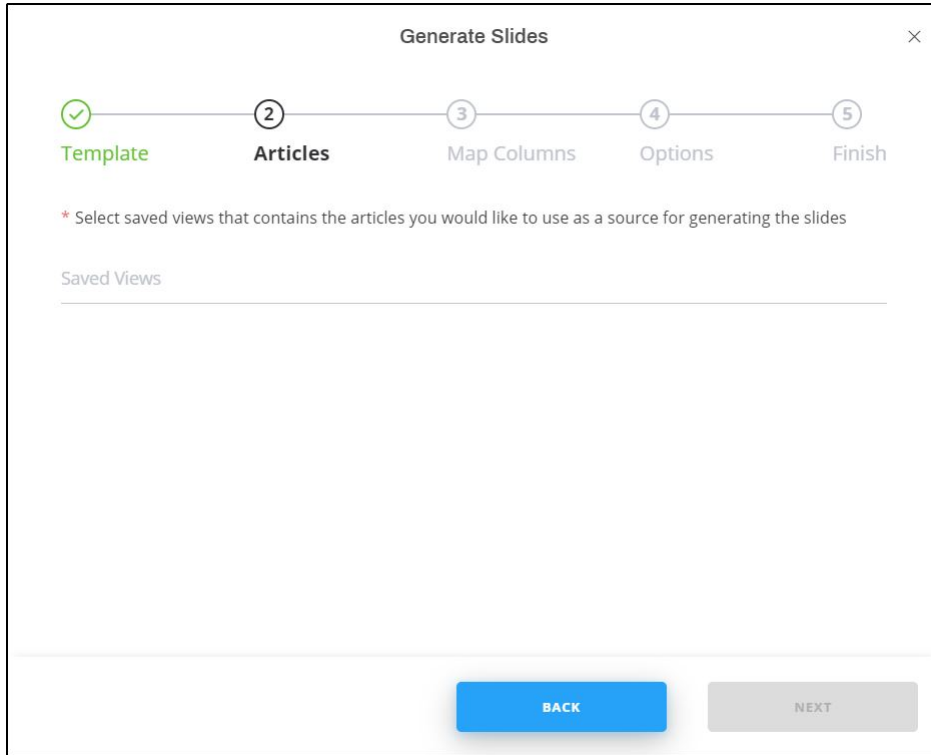 Generate Slides
2
3
4
5
Template
Articles
Map Columns
Options
Finish
* Select saved views that contains the articles you would like to use as a source for generating the slides
Saved Views
BACK
NEXT